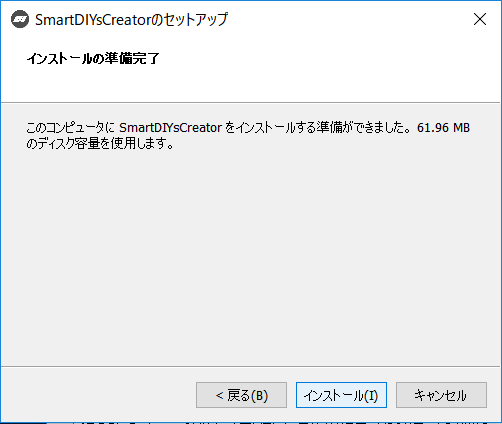 SmartDIYsCreatorのセットアップ
インストールの準備完了
このコンピュータに SmartDIYsCreator をインストールする準備ができました。 61.96 MB
のディスク容量を使用します。
< 戻る(B) インストール(I) キャンセル